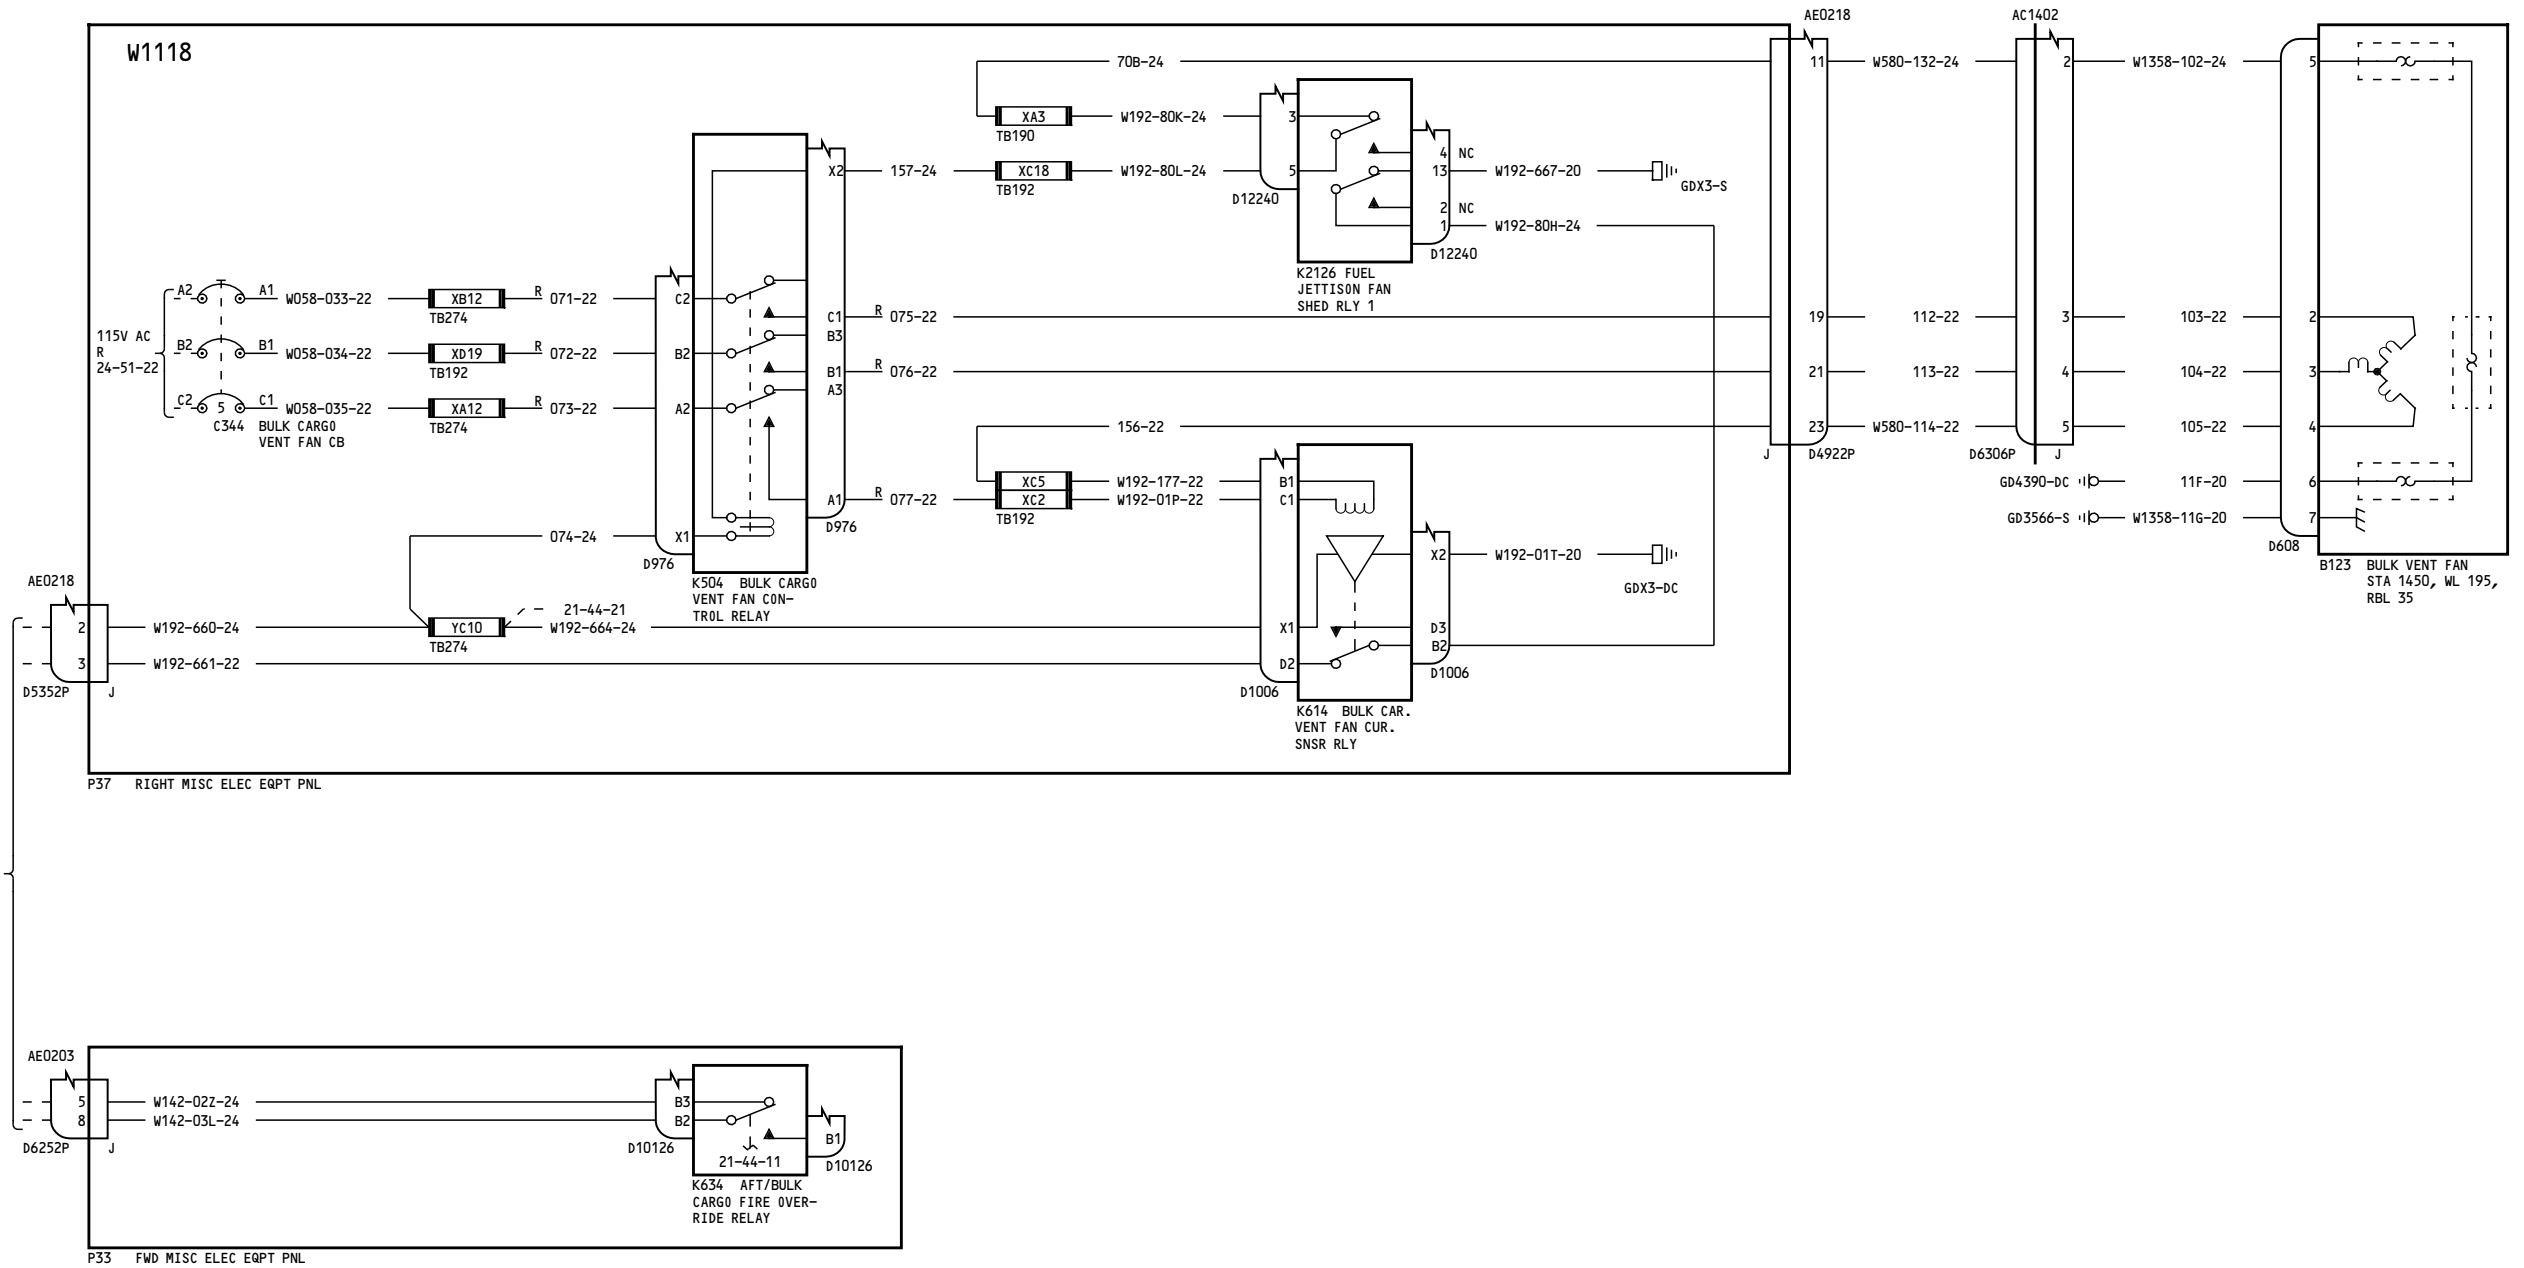 W1118
AE0218
AC1402
70B-24
11
W580-132-24
2
W1358-102-24
5
XA3
TB190
W192-80K-24
3
XC18
TB192
W192-80L-24
5
D12240
4 NC
13
W192-667-20
GDX3-S
2 NC
1
W192-80H-24
D12240
K2126 FUEL
JETTISON FAN
SHED RLY 1
X2
157-24
115V AC
R
24-51-22
A2
A1
W058-033-22
XB12
TB274
R 071-22
C2
B2
B1
W058-034-22
XD19
TB192
R 072-22
B2
C2
5
C1
W058-035-22
XA12
TB274
R 073-22
A2
C344
BULK CARGO
VENT FAN CB
C1
R 075-22
B3
B1
R 076-22
A3
A1
R 077-22
D976
19
112-22
3
103-22
2
21
113-22
4
104-22
3
156-22
23
W580-114-22
5
105-22
4
J
D4922P
D6306P
J
XC5
XC2
TB192
W192-177-22
W192-01P-22
B1
C1
GD4390-DC
11F-20
6
GD3566-S
W1358-11G-20
7
D608
B123 BULK VENT FAN
STA 1450, WL 195,
RBL 35
074-24
X1
D976
K504 BULK CARGO
VENT FAN CON-
TROL RELAY
X2
W192-01T-20
GDX3-DC
AE0218
2
W192-660-24
YC10
TB274
21-44-21
W192-664-24
X1
D3
B2
3
W192-661-22
D2
D5352P
J
D1006
D1006
K614 BULK CAR.
VENT FAN CUR.
SNSR RLY
P37 RIGHT MISC ELEC EQPT PNL
AE0203
5
W142-02Z-24
B3
8
W142-03L-24
B2
D6252P
J
D10126
21-44-11
B1
D10126
K634 AFT/BULK
CARGO FIRE OVER-
RIDE RELAY
P33 FWD MISC ELEC EQPT PNL